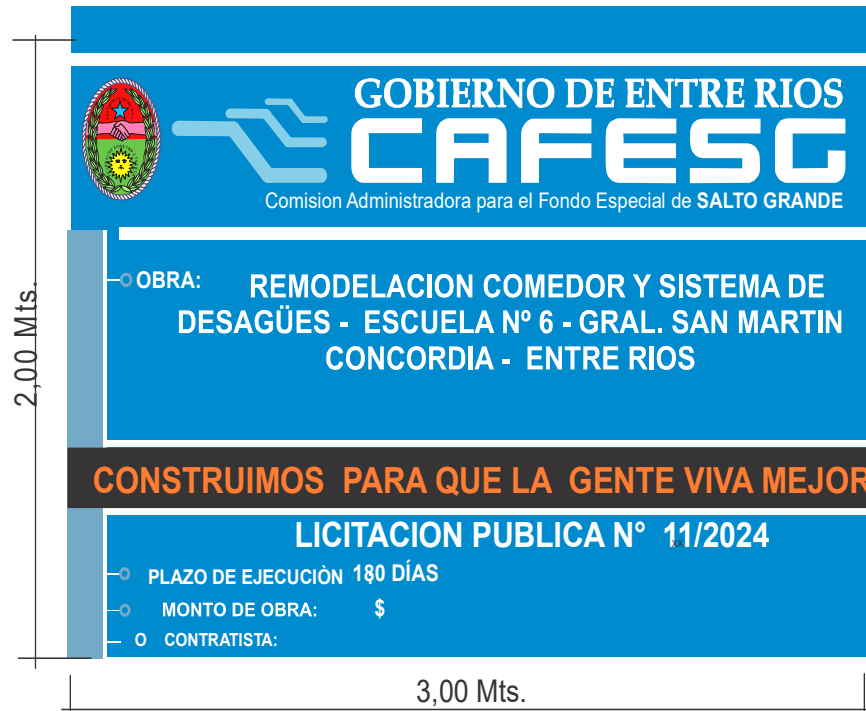 GOBIERNO DE ENTRE RIOS
CAFESG
Comision Administradora para el Fondo Especial de SALTO GRANDE
OBRA: REMODELACION COMEDOR Y SISTEMA DE
DESAGÜES - ESCUELA Nº 6 - GRAL. SAN MARTIN
CONCORDIA - ENTRE RIOS
2,00 Mts.
CONSTRUIMOS PARA QUE LA GENTE VIVA MEJOR
LICITACION PUBLICA N° 11/2024
PLAZO DE EJECUCIÒN 180 DÍAS
MONTO DE OBRA: $
O CONTRATISTA:
3,00 Mts.